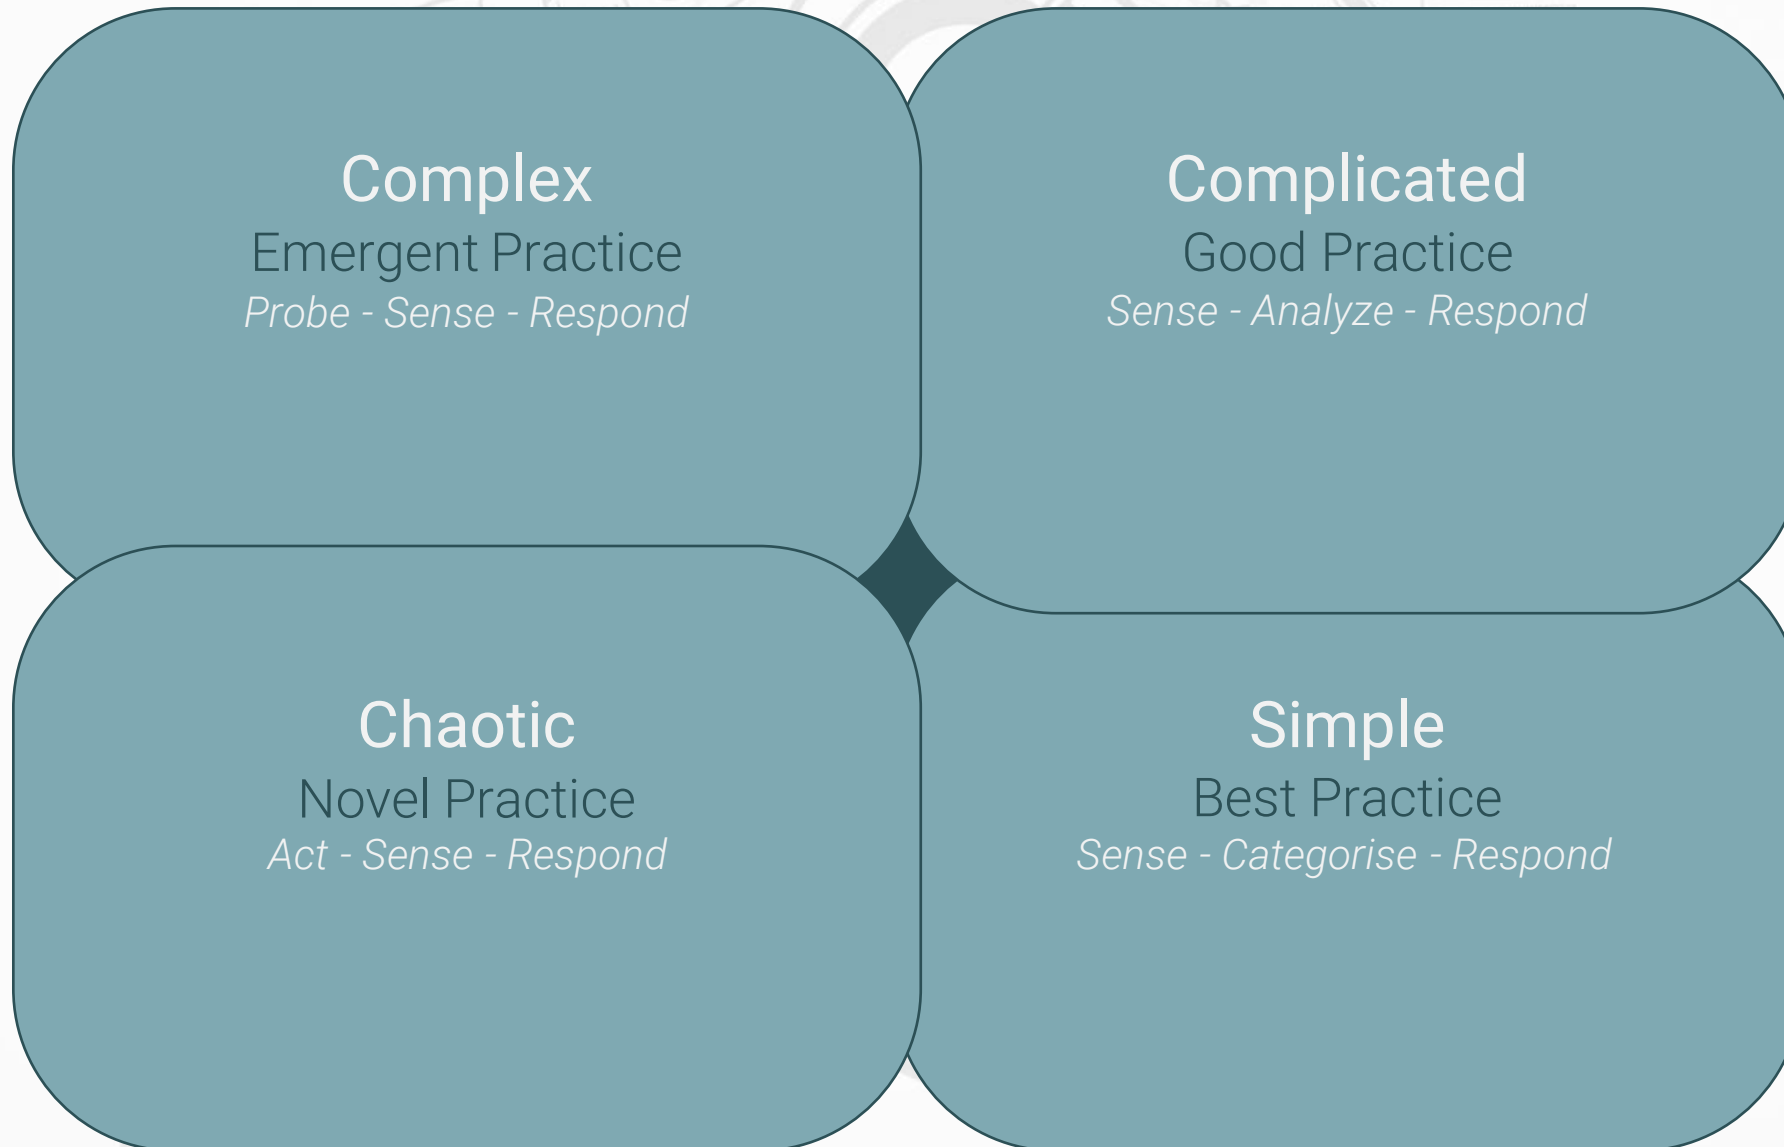 Complex
Emergent Practice
Probe - Sense - Respond
Complicated
Good Practice
Sense - Analyze - Respond
Chaotic
Novel Practice
Act - Sense - Respond
Simple
Best Practice
Sense - Categorise - Respond